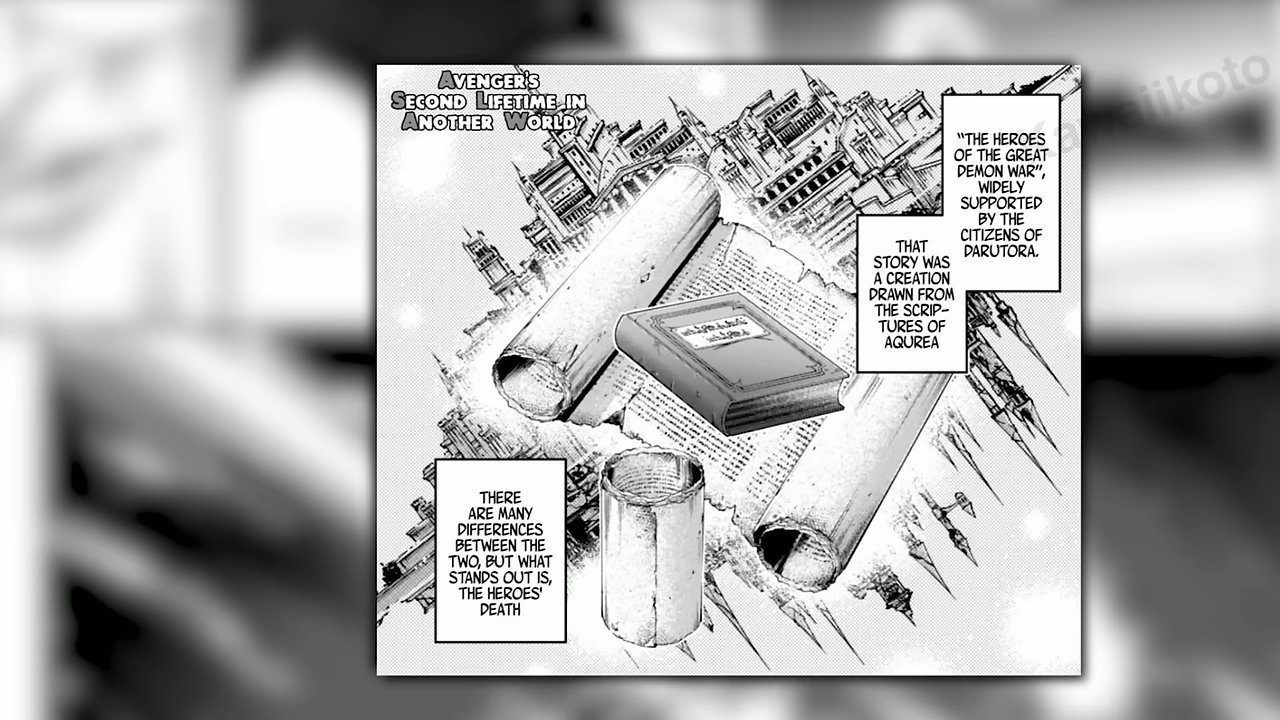 AVENGER'S
SECOND LIFETIME IN
ANOTHER WORLD
"THE HEROES
OF THE GREAT
DEMON WAR",
WIDELY
SUPPORTED
BY THE
CITIZENS OF
DARUTORA.
THAT
STORY WAS
A CREATION
DRAWN FROM
THE SCRIP-
TURES OF
AQUREA
THERE
ARE MANY
DIFFERENCES
BETWEEN THE
TWO, BUT WHAT
STANDS OUT IS,
THE HEROES'
DEATH